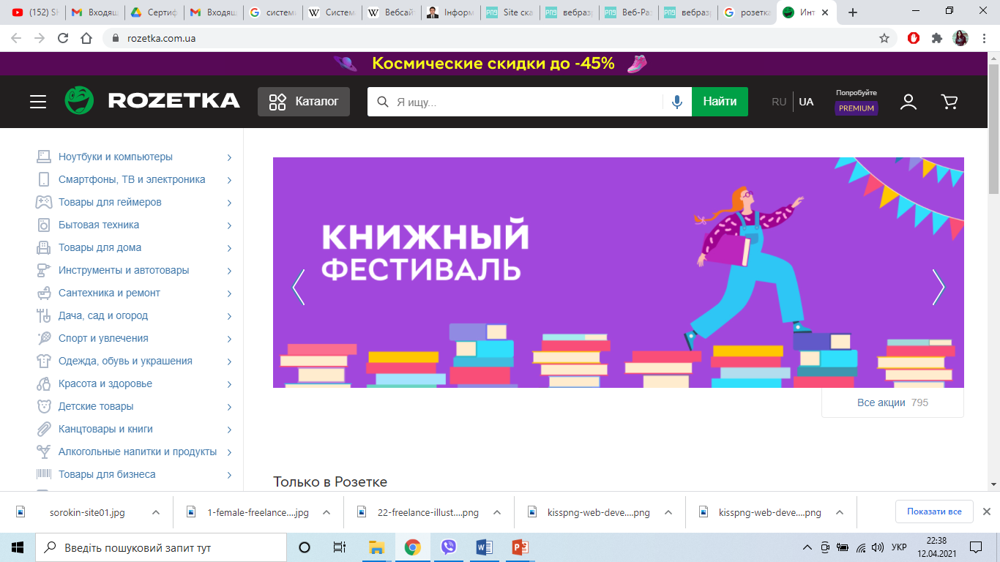 (152) Sh
Входящ
Сертиф
Входящ
систем
Систем
Вебсай
Інформ
Site ска
вебраз
Веб-Раз
вебраз
розетка
Инт
rozetka.com.ua
Космические скидки до -45%
ROZETKA
Каталог
Я ищу...
Найти
RU
UA
Попробуйте
PREMIUM
Ноутбуки и компьютеры
Смартфоны, ТВ и электроника
Товары для геймеров
Бытовая техника
Товары для дома
Инструменты и автотовары
Сантехника и ремонт
Дача, сад и огород
Спорт и увлечения
Одежда, обувь и украшения
Красота и здоровье
Детские товары
Канцтовары и книги
Алкогольные напитки и продукты
Товары для бизнеса
КНИЖНЫЙ
ФЕСТИВАЛЬ
Все акции 795
Только в Розетке
sorokin-site01.jpg
1-female-freelance....jpg
22-freelance-illust....png
kisspng-web-deve....png
kisspng-web-deve....png
Показати все
Введіть пошуковий запит тут
УКР
22:38
12.04.2021